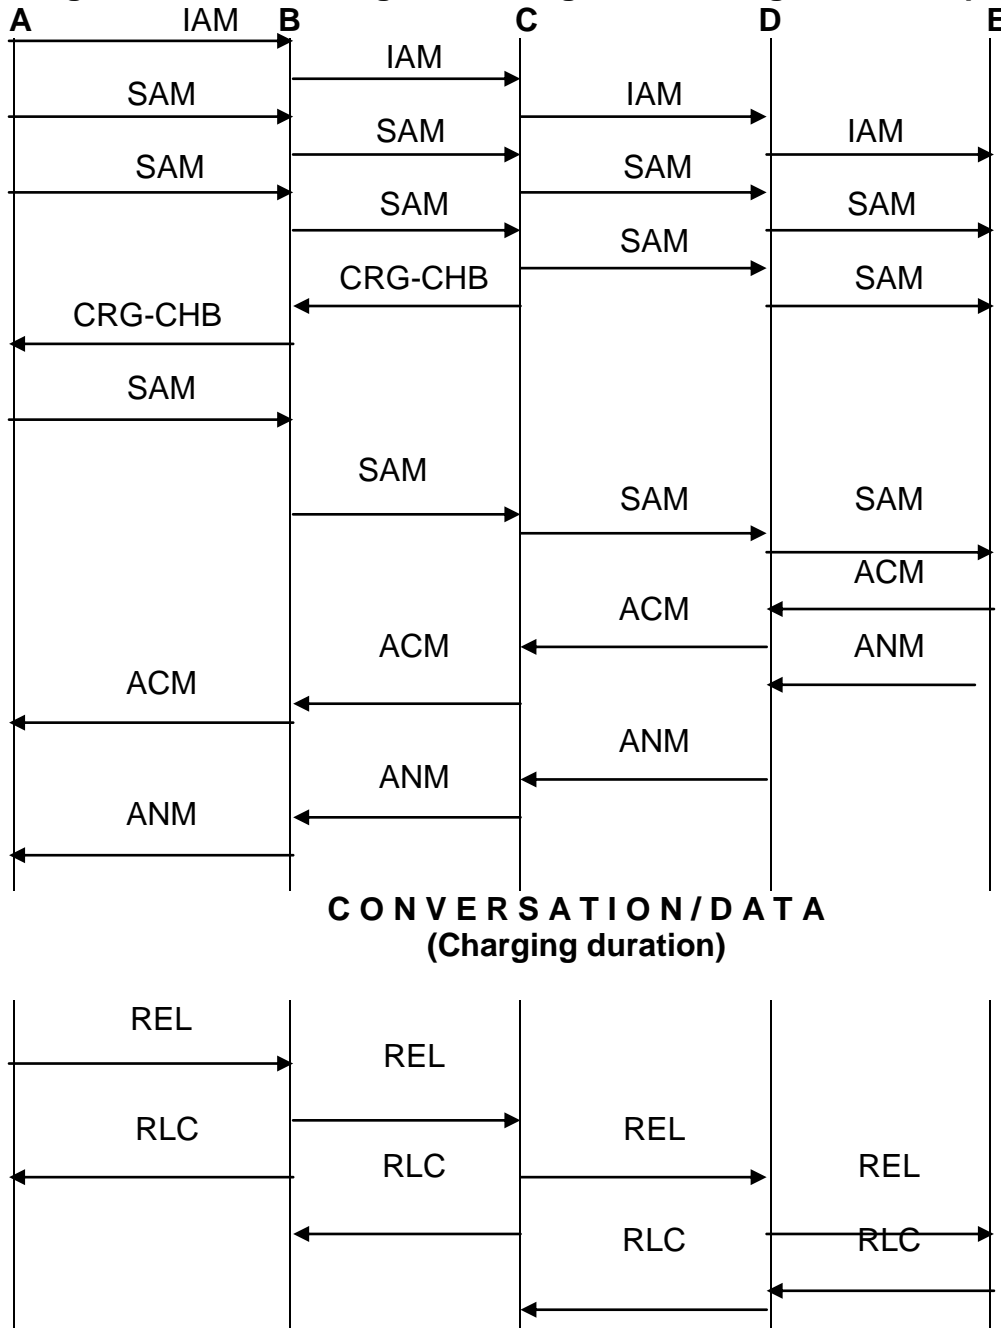 A IAM B C D E
IAM
SAM IAM
SAM IAM
SAM SAM
SAM SAM
SAM
CRG-CHB SAM
CRG-CHB
SAM
SAM
SAM SAM
ACM
ACM
ACM ANM
ACM
ANM
ANM
ANM
CONVERSATION/DATA
(Charging duration)
REL
REL
RLC REL
RLC REL
RLC RLC